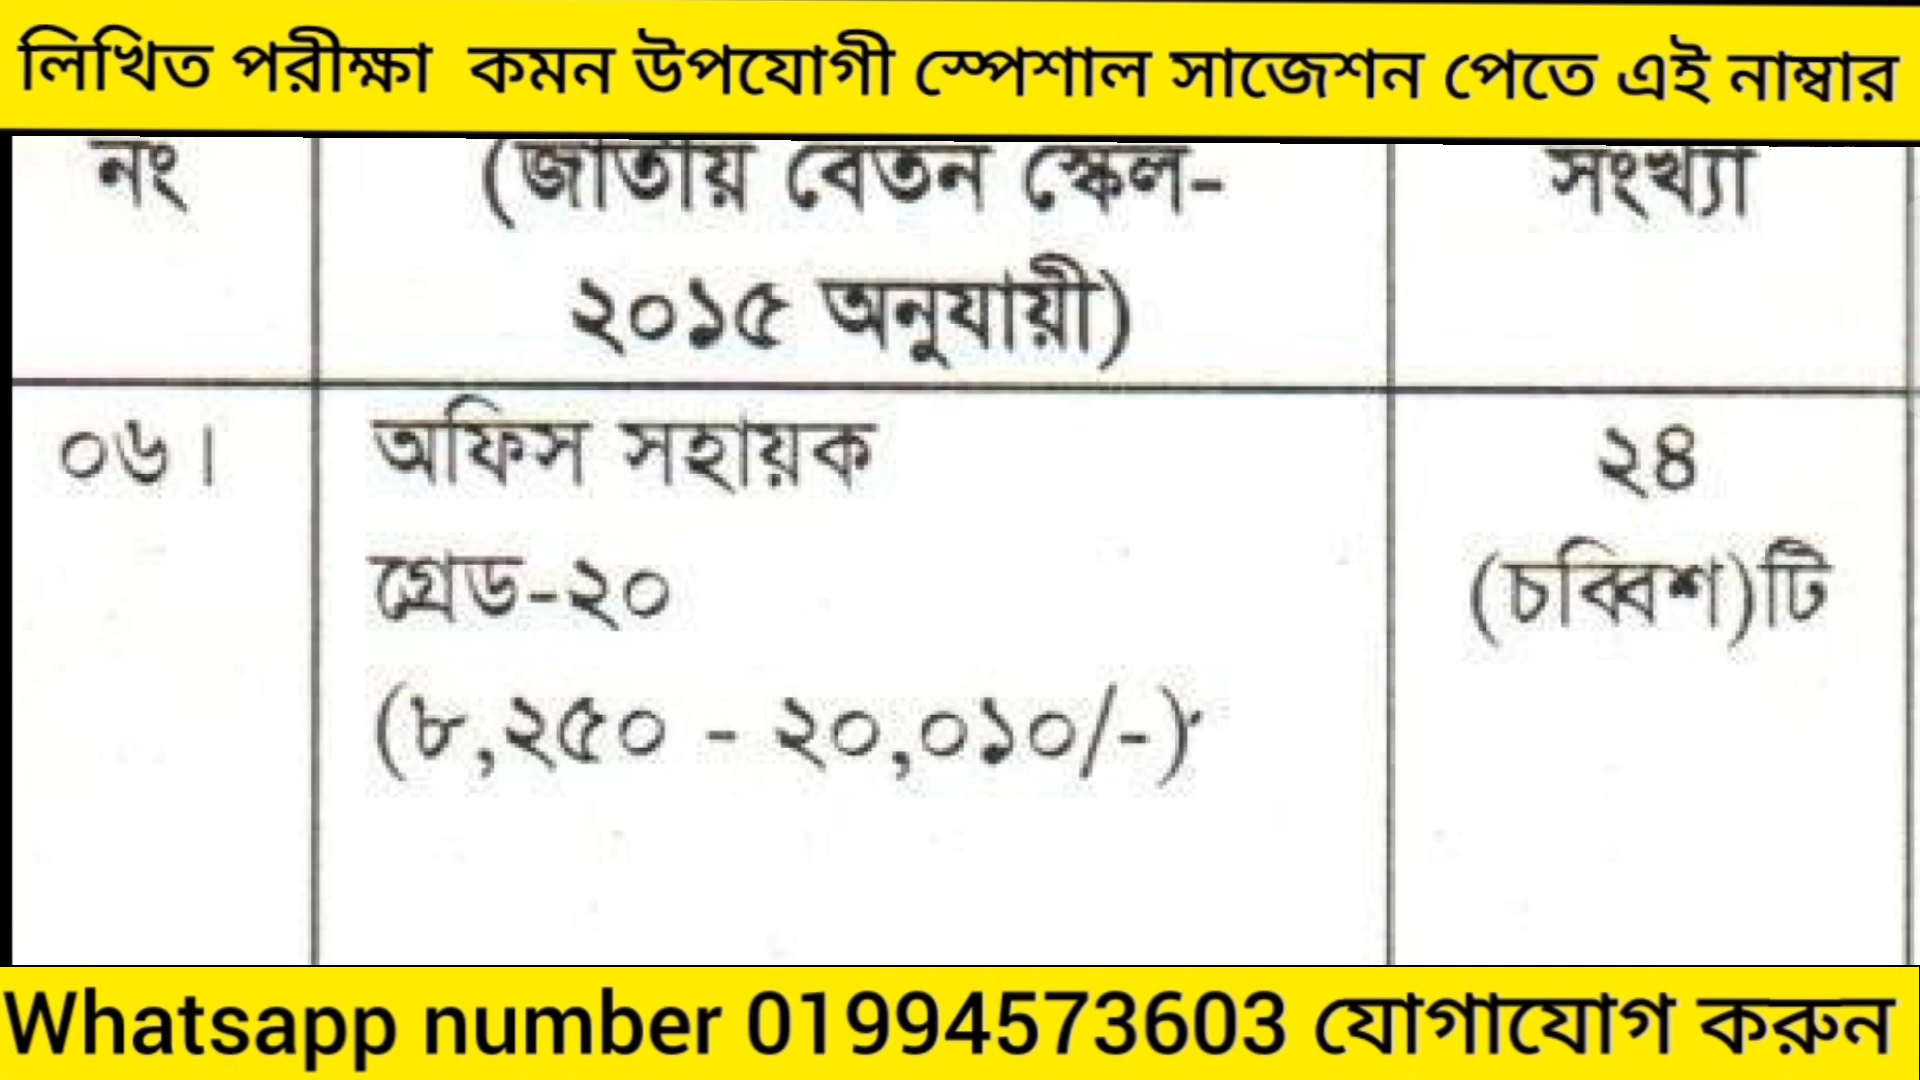 লিখিত পরীক্ষা কমন উপযোগী স্পেশাল সাজেশন পেতে এই নাম্বার
নং
(জাতীয় বেতন স্কেল-
সংখ্যা
২০১৫ অনুযায়ী)
০৬।
অফিস সহায়ক
২৪
গ্রেড-২০
(চব্বিশ)টি
(৮,২৫০ - ২০,০১০/-)
Whatsapp number 01994573603 যোগাযোগ করুন